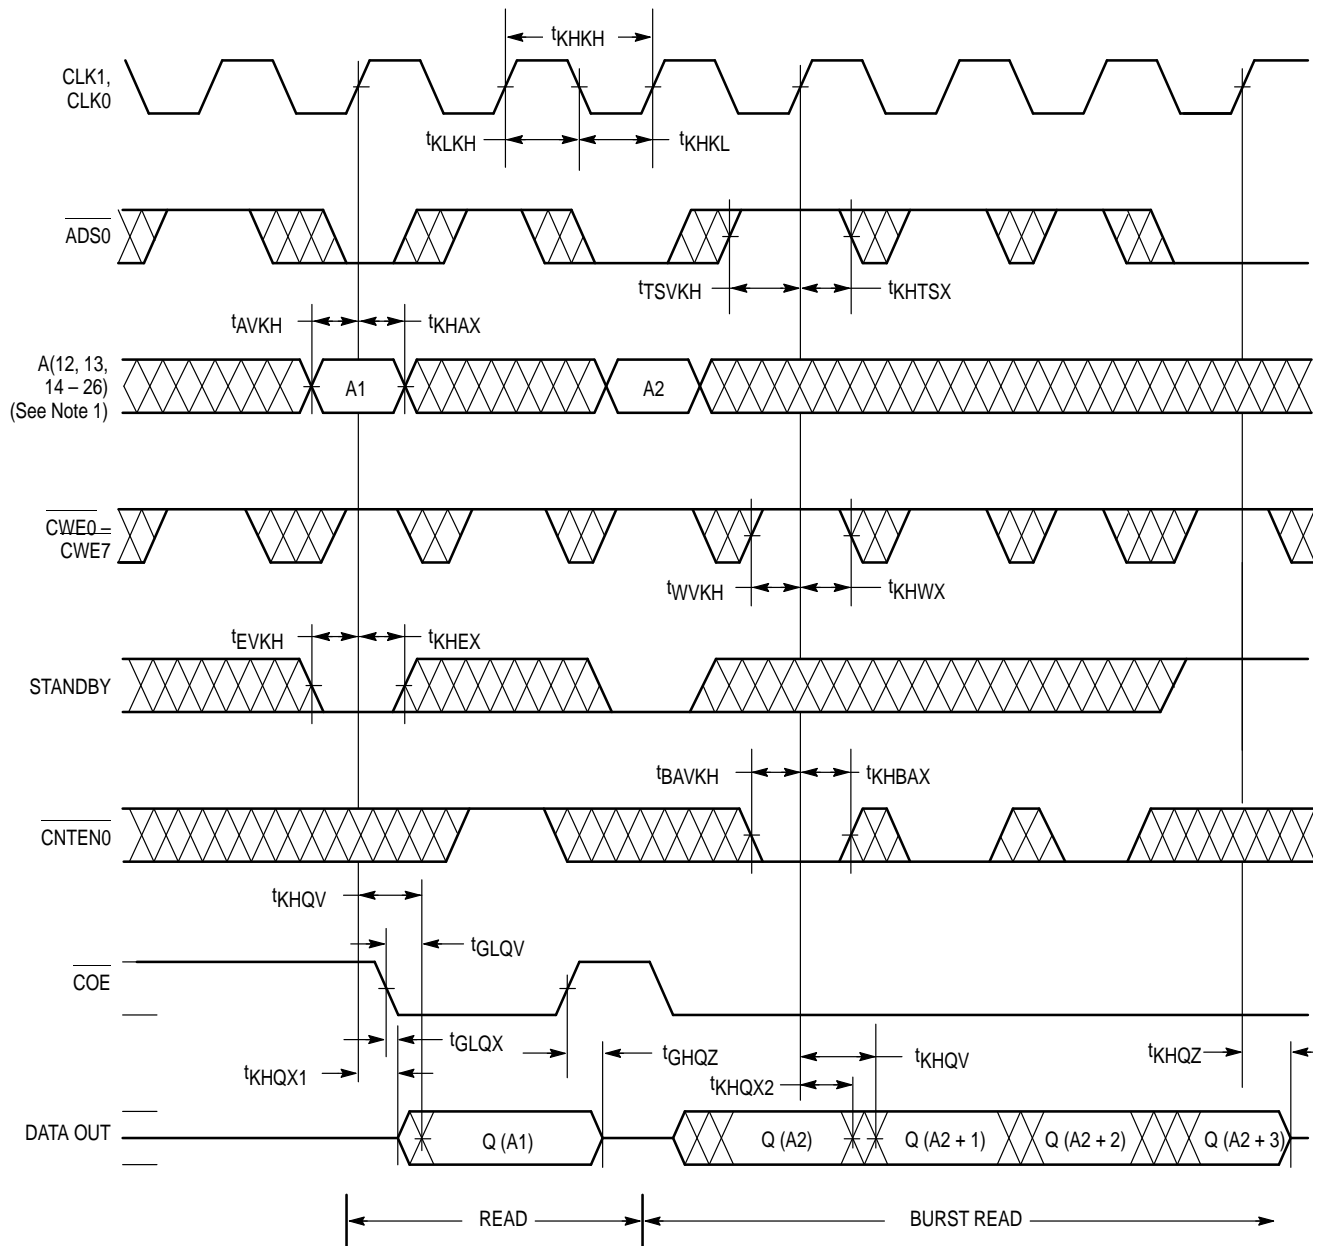 tKHKH
CLK1,
CLK0
tKLKH
tKHKL
ADS0
tTSVKH
tKHTSX
tAVKH
tKHAX
A(12, 13,
14 – 26)
(See Note 1)
A1
A2
CWE0 –
CWE7
tWVKH
tKHWX
tEVKH
tKHEX
STANDBY
tBAVKH
tKHBAX
CNTEN0
tKHQV
tGLQV
COE
tGLQX
tGHQZ
tKHQV
tKHQZ
tKHQX1
tKHQX2
DATA OUT
Q (A1)
Q (A2)
Q (A2 + 1)
Q (A2 + 2)
Q (A2 + 3)
READ
BURST READ